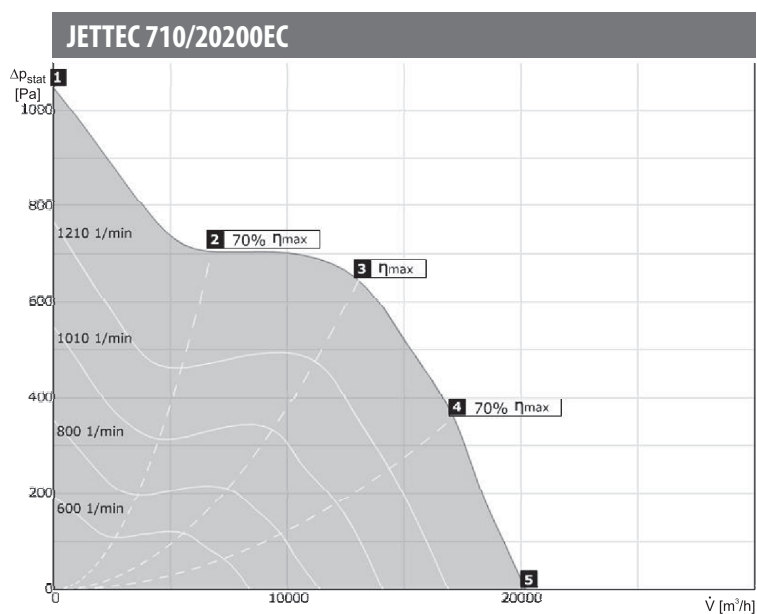 JETTEC 710/20200EC
Δpstat
[Pa]
1
1000
800
1210 1/min
2 70% ηmax
3 ηmax
600
1010 1/min
400
4 70% ηmax
800 1/min
200
600 1/min
5
0
0
10000
20000
V̇ [m³/h]